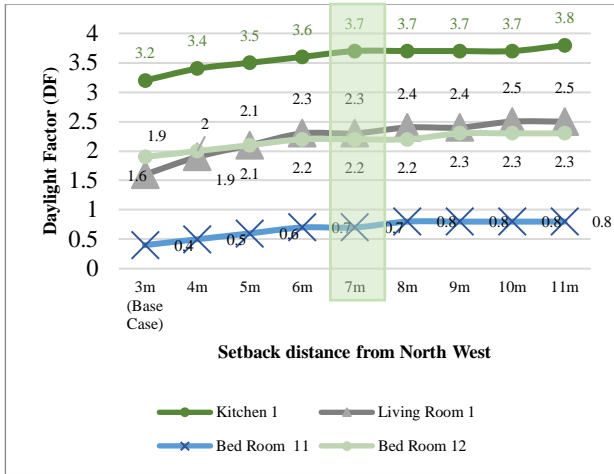 Daylight Factor (DF)
4
3.5
3
2.5
2
1.5
1
0.5
0
3.2 3.4 3.5 3.6 3.7 3.7 3.7 3.7 3.8
1.9 2 2.1 2.3 2.3 2.4 2.4 2.5 2.5
1.6 1.9 2.1 2.2 2.2 2.2 2.3 2.3 2.3
0.4 0.5 0.6 0.7 0.7 0.8 0.8 0.8 0.8
3m 4m 5m 6m 7m 8m 9m 10m 11m
(Base
Case)
Setback distance from North West
Kitchen 1 Living Room 1
Bed Room 11 Bed Room 12